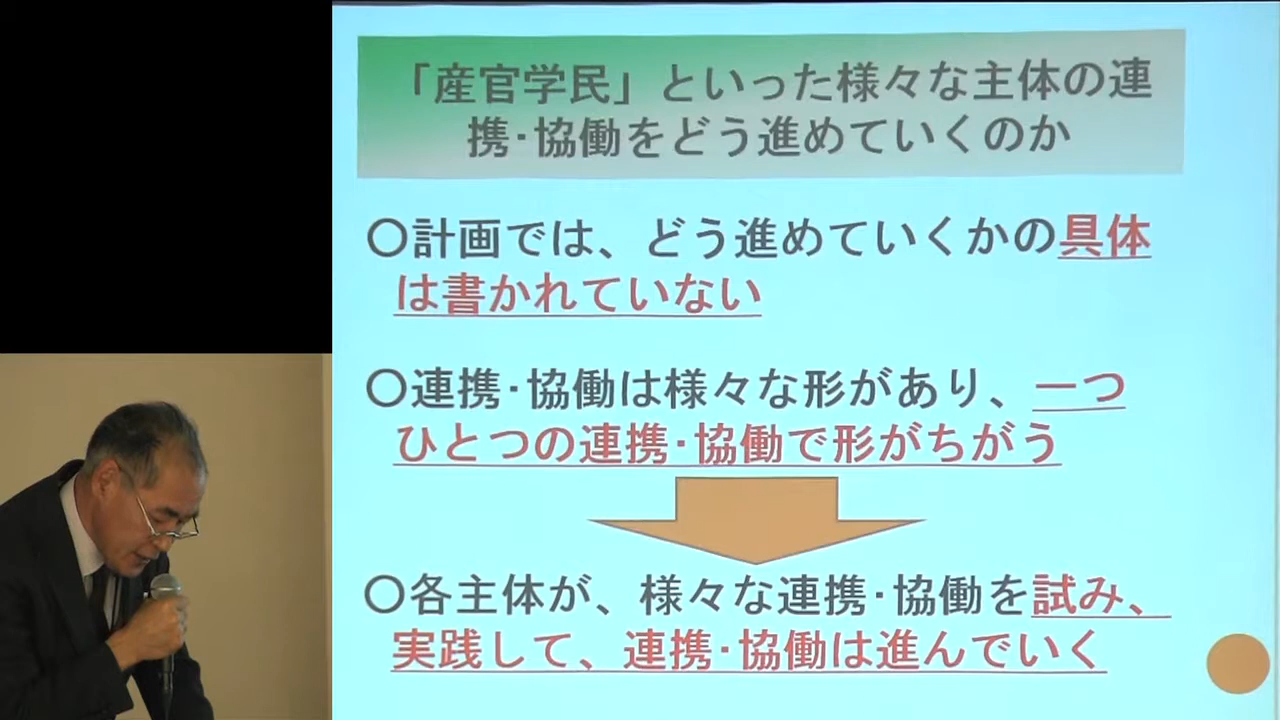 「産官学民」といった様々な主体の連
携･協働をどう進めていくのか
〇計画では、どう進めていくかの具体
は書かれていない
〇連携･協働は様々な形があり、一つ
ひとつの連携･協働で形がちがう
〇各主体が、様々な連携･協働を試み、
実践して、連携･協働は進んでいく